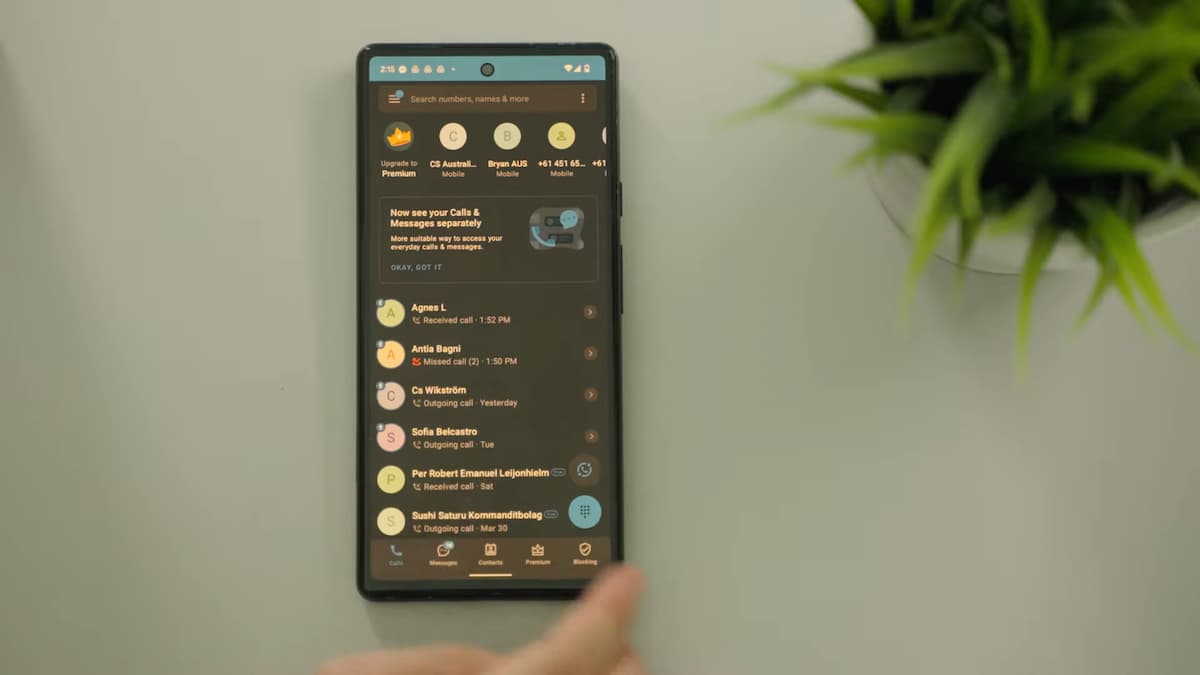 2:15
Search numbers, names & more
C
B
Upgrade to
Premium
CS Australi...
Mobile
Bryan AUS
Mobile
+61 451 65...
Mobile
+61
Now see your Calls &
Messages separately
More suitable way to access your
everyday calls & messages.
OKAY, GOT IT
A
Agnes L
Received call · 1:52 PM
A
Antia Bagni
Missed call (2) · 1:50 PM
C
Cs Wikström
Outgoing call · Yesterday
S
Sofia Belcastro
Outgoing call · Tue
P
Per Robert Emanuel Leijonhielm
Received call · Sat
S
Sushi Saturu Kommanditbolag
Outgoing call · Mar 30
Calls
Messages
Contacts
Premium
Blocking